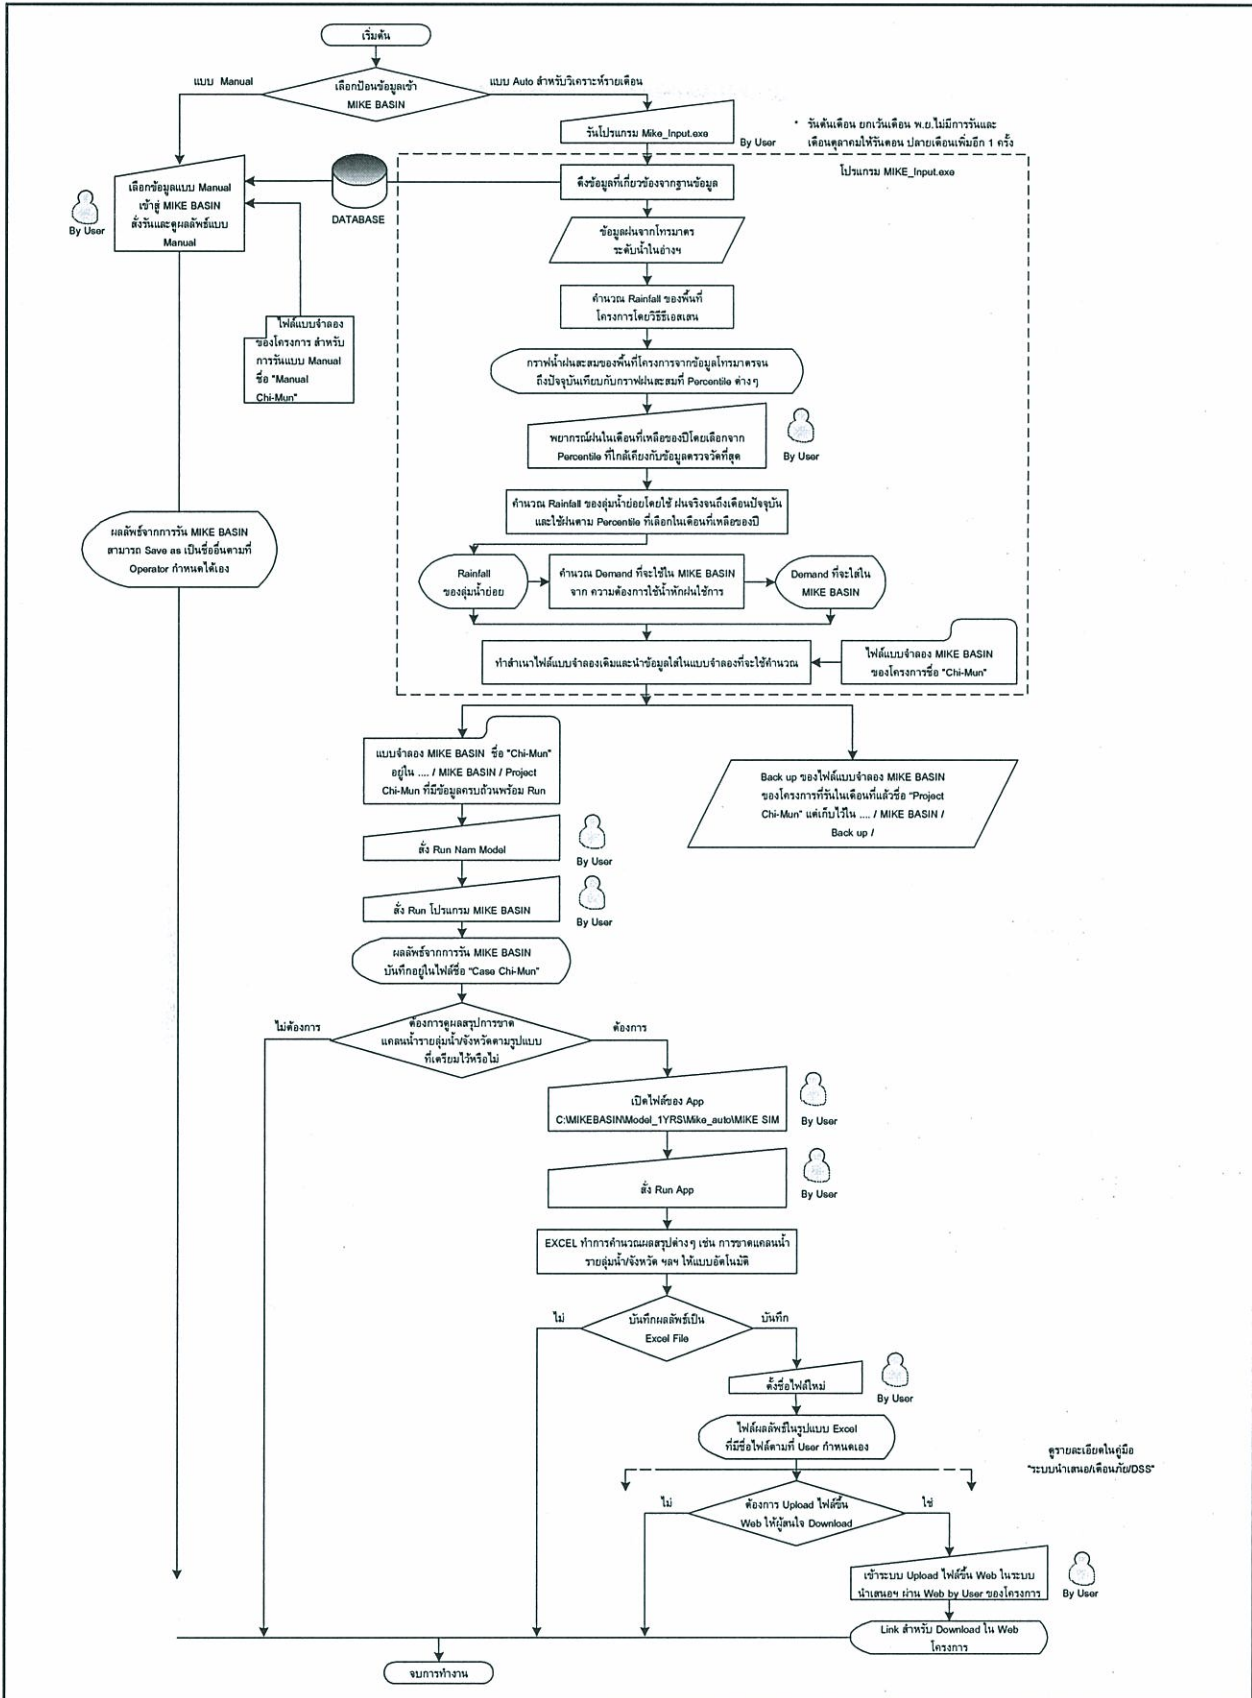 เริ่มต้น
แบบ Manual
แบบ Auto สำหรับวิเคราะห์รายเดือน
เลือกป้อนข้อมูลเข้า
MIKE BASIN
รันโปรแกรม Mike_Input.exe
By User
* รันต้นเดือน ยกเว้นเดือน พ.ย.ไม่มีการรันและ
เดือนตุลาคมให้รันตอน ปลายเดือนเพิ่มอีก 1 ครั้ง
โปรแกรม MIKE_Input.exe
เลือกข้อมูลแบบ Manual
เข้าสู่ MIKE BASIN
สั่งรันและดูผลลัพธ์แบบ
Manual
By User
DATABASE
ดึงข้อมูลที่เกี่ยวข้องจากฐานข้อมูล
ข้อมูลฝนจากโทรมาตร
ระดับน้ำในอ่างฯ
คำนวณ Rainfall ของพื้นที่
โครงการโดยวิธีธีเอสเสน
ไฟล์แบบจำลอง
ของโครงการ สำหรับ
การรันแบบ Manual
ชื่อ "Manual
Chi-Mun"
กราฟน้ำฝนสะสมของพื้นที่โครงการจากข้อมูลโทรมาตรจน
ถึงปัจจุบันเทียบกับกราฟฝนสะสมที่ Percentile ต่างๆ
พยากรณ์ฝนในเดือนที่เหลือของปีโดยเลือกจาก
Percentile ที่ใกล้เคียงกับข้อมูลตรวจวัดที่สุด
By User
คำนวณ Rainfall ของลุ่มน้ำย่อยโดยใช้ ฝนจริงจนถึงเดือนปัจจุบัน
และใช้ฝนตาม Percentile ที่เลือกในเดือนที่เหลือของปี
ผลลัพธ์จากการรัน MIKE BASIN
สามารถ Save as เป็นชื่ออื่นตามที่
Operator กำหนดได้เอง
Rainfall
ของลุ่มน้ำย่อย
คำนวณ Demand ที่จะใช้ใน MIKE BASIN
จาก ความต้องการใช้น้ำหักฝนใช้การ
Demand ที่จะใส่ใน
MIKE BASIN
ทำสำเนาไฟล์แบบจำลองเดิมและนำข้อมูลใส่ในแบบจำลองที่จะใช้คำนวณ
ไฟล์แบบจำลอง MIKE BASIN
ของโครงการชื่อ "Chi-Mun"
แบบจำลอง MIKE BASIN ชื่อ "Chi-Mun"
อยู่ใน .... / MIKE BASIN / Project
Chi-Mun ที่มีข้อมูลครบถ้วนพร้อม Run
Back up ของไฟล์แบบจำลอง MIKE BASIN
ของโครงการที่รันในเดือนที่แล้วชื่อ "Project
Chi-Mun" แต่เก็บไว้ใน .... / MIKE BASIN /
Back up /
สั่ง Run Nam Model
By User
สั่ง Run โปรแกรม MIKE BASIN
By User
ผลลัพธ์จากการรัน MIKE BASIN
บันทึกอยู่ในไฟล์ชื่อ "Case Chi-Mun"
ไม่ต้องการ
ต้องการ
ต้องการดูผลสรุปการขาด
แคลนน้ำรายลุ่มน้ำ/จังหวัดตามรูปแบบ
ที่เตรียมไว้หรือไม่
เปิดไฟล์ของ App
C:\MIKEBASIN\Model_1YRS\Mike_auto\MIKE SIM
By User
สั่ง Run App
By User
EXCEL ทำการคำนวณผลสรุปต่างๆ เช่น การขาดแคลนน้ำ
รายลุ่มน้ำ/จังหวัด ฯลฯ ให้แบบอัตโนมัติ
ไม่
บันทึก
บันทึกผลลัพธ์เป็น
Excel File
ตั้งชื่อไฟล์ใหม่
By User
ไฟล์ผลลัพธ์ในรูปแบบ Excel
ที่มีชื่อไฟล์ตามที่ User กำหนดเอง
ดูรายละเอียดในคู่มือ
"ระบบนำเสนอ/เตือนภัย/DSS"
ไม่
ใช่
ต้องการ Upload ไฟล์ขึ้น
Web ให้ผู้สนใจ Download
เข้าระบบ Upload ไฟล์ขึ้น Web ในระบบ
นำเสนอฯ ผ่าน Web by User ของโครงการ
By User
Link สำหรับ Download ใน Web
โครงการ
จบการทำงาน